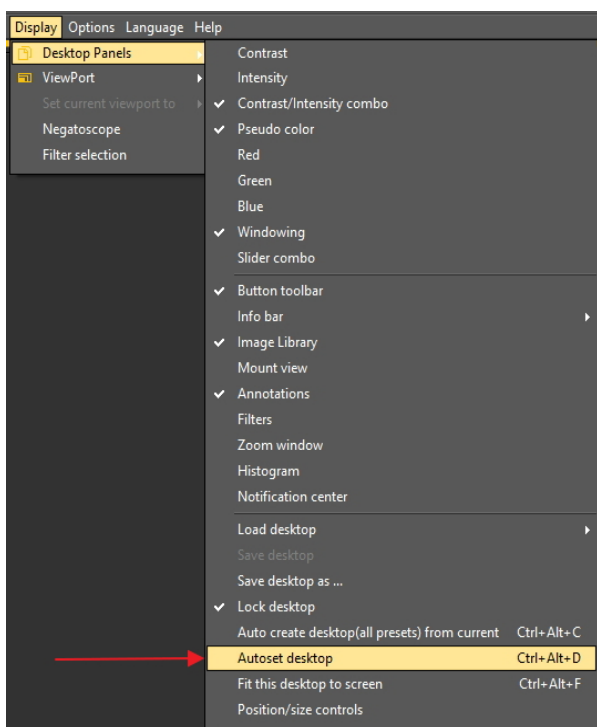 Display Options Language Help
Desktop Panels
ViewPort
Set current viewport to
Negatoscope
Filter selection
Contrast
Intensity
Contrast/Intensity combo
Pseudo color
Red
Green
Blue
Windowing
Slider combo
Button toolbar
Info bar
Image Library
Mount view
Annotations
Filters
Zoom window
Histogram
Notification center
Load desktop
Save desktop
Save desktop as ...
Lock desktop
Auto create desktop(all presets) from current Ctrl+Alt+C
Autoset desktop Ctrl+Alt+D
Fit this desktop to screen Ctrl+Alt+F
Position/size controls